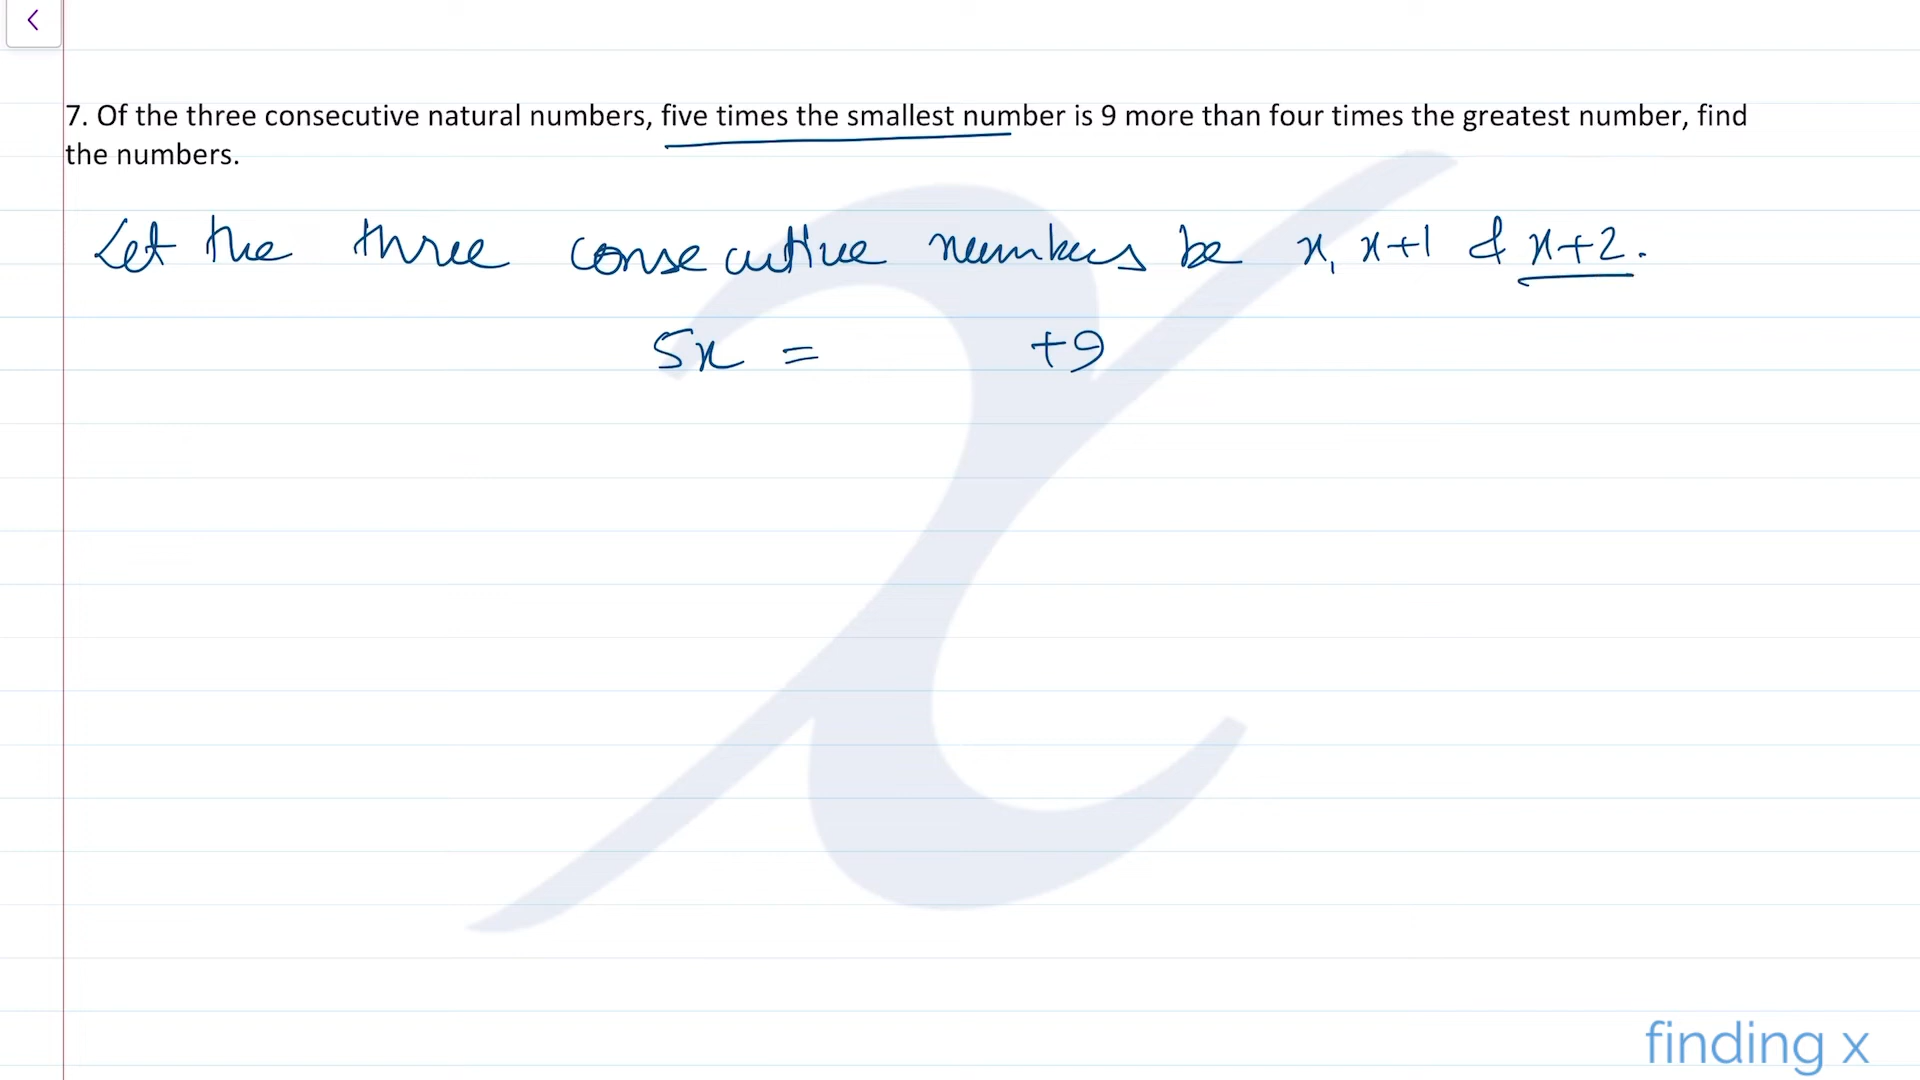 7. Of the three consecutive natural numbers, five times the smallest number is 9 more than four times the greatest number, find
the numbers.
Let the three consecutive numbers be x, x+1 & x+2.
5x = +9
finding x